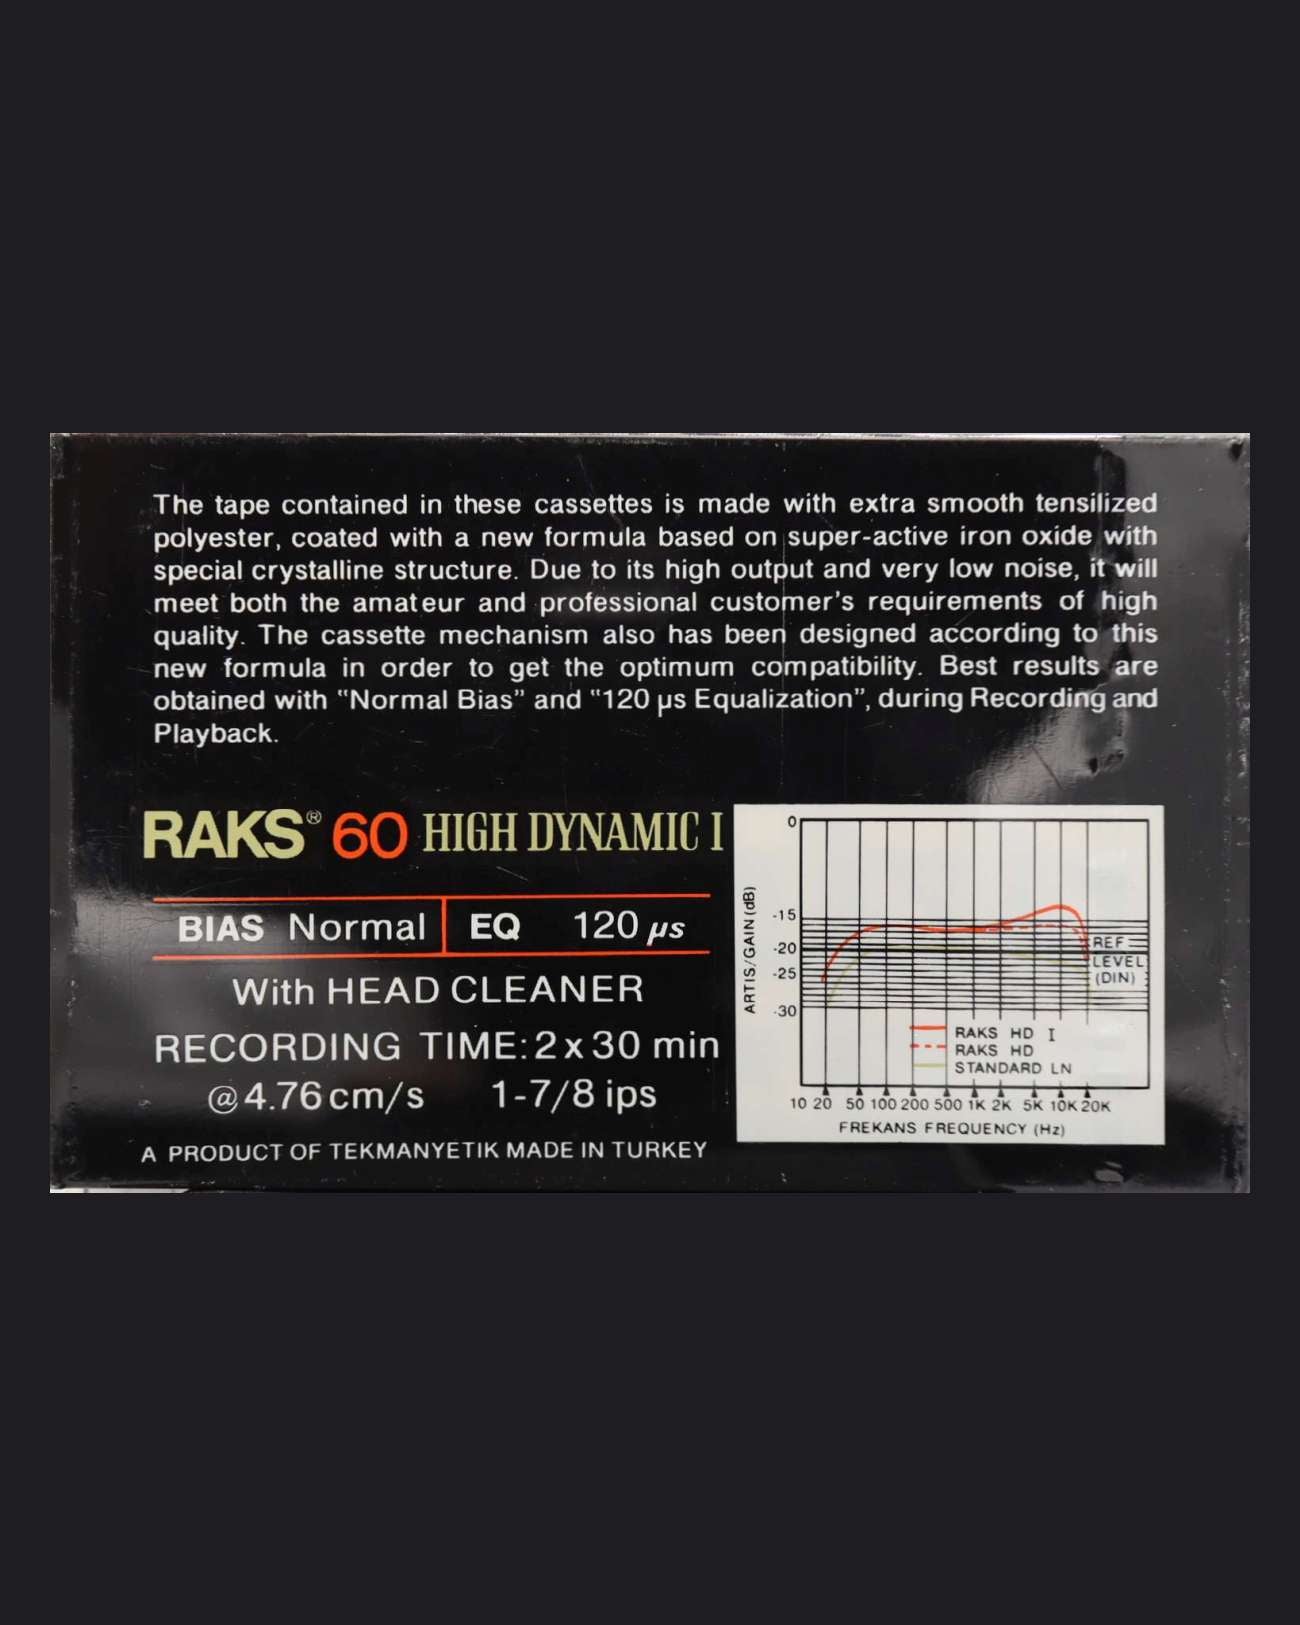 The tape contained in these cassettes is made with extra smooth tensilized
polyester, coated with a new formula based on super-active iron oxide with
special crystalline structure. Due to its high output and very low noise, it will
meet both the amateur and professional customer's requirements of high
quality. The cassette mechanism also has been designed according to this
new formula in order to get the optimum compatibility. Best results are
obtained with "Normal Bias" and "120 µs Equalization", during Recording and
Playback.
RAKS® 60 HIGH DYNAMIC I
BIAS Normal EQ 120 µs
With HEAD CLEANER
RECORDING TIME: 2 x 30 min
@ 4.76 cm/s 1-7/8 ips
A PRODUCT OF TEKMANYETIK MADE IN TURKEY
ARTIS/GAIN (dB)
0
-15
-20
-25
-30
REF
LEVEL
(DIN)
RAKS HD I
RAKS HD
STANDARD LN
10 20 50 100 200 500 1K 2K 5K 10K 20K
FREKANS FREQUENCY (Hz)